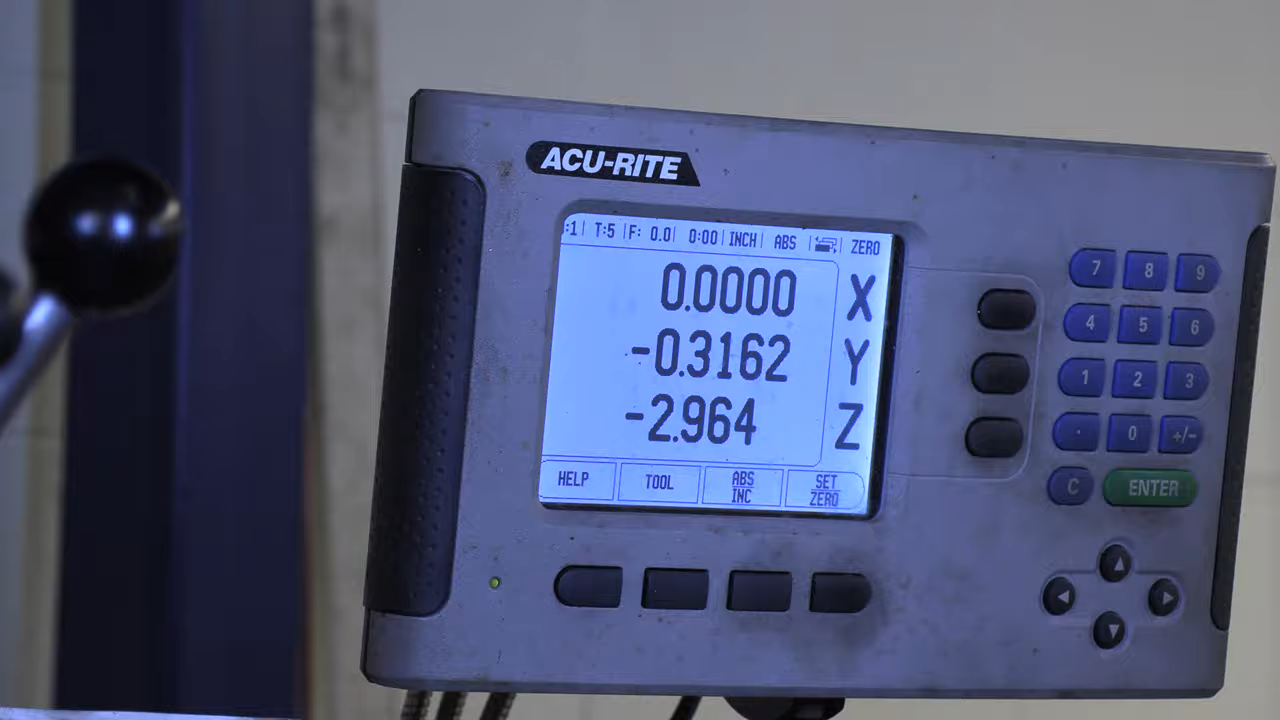 ACU-RITE
:1 T:5 F: 0.0 0:00 INCH ABS ZERO
0.0000 X
-0.3162 Y
-2.964 Z
HELP TOOL ABS INC SET ZERO
7 8 9
4 5 6
1 2 3
. 0 +/-
C ENTER